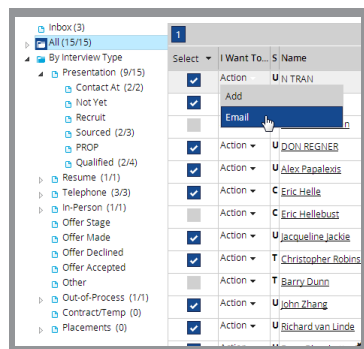 Inbox (3)
All (15/15)
By Interview Type
Presentation (9/15)
Contact At (2/2)
Not Yet
Recruit
Sourced (2/3)
PROP
Qualified (2/4)
Resume (1/1)
Telephone (3/3)
In-Person (1/1)
Offer Stage
Offer Made
Offer Declined
Offer Accepted
Other
Out-of-Process (1/1)
Contract/Temp (0)
Placements (0)
1
Select I Want To... S Name
Action U N TRAN
Add
Email n
Action U DON REGNER
Action U Alex Papalexis
Action C Eric Helle
Action C Eric Hellebust
Action U Jacqueline Jackie
Action T Christopher Robins
Action T Barry Dunn
Action U John Zhang
Action U Richard van Linde